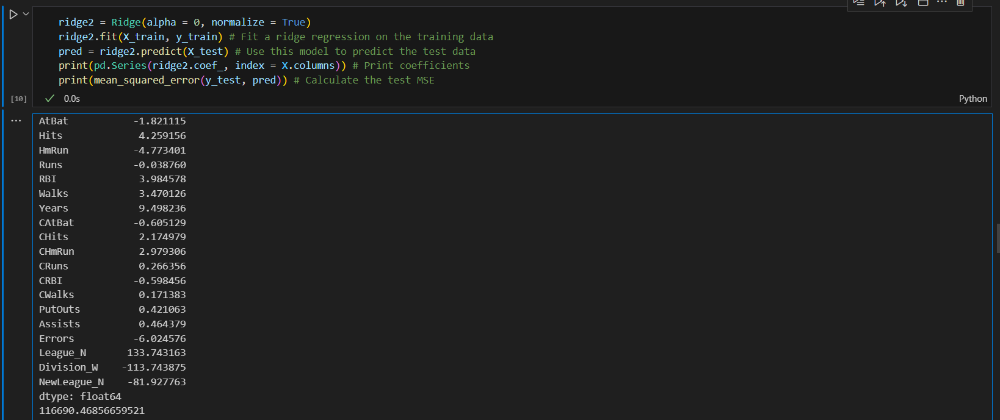 ridge2 = Ridge(alpha = 0, normalize = True)
ridge2.fit(X_train, y_train) # Fit a ridge regression on the training data
pred = ridge2.predict(X_test) # Use this model to predict the test data
print(pd.Series(ridge2.coef_, index = X.columns)) # Print coefficients
print(mean_squared_error(y_test, pred)) # Calculate the test MSE
[10] 0.0s Python
AtBat -1.821115
Hits 4.259156
HmRun -4.773401
Runs -0.038760
RBI 3.984578
Walks 3.470126
Years 9.498236
CAtBat -0.605129
CHits 2.174979
CHmRun 2.979306
CRuns 0.266356
CRBI -0.598456
CWalks 0.171383
PutOuts 0.421063
Assists 0.464379
Errors -6.024576
League_N 133.743163
Division_W -113.743875
NewLeague_N -81.927763
dtype: float64
116690.46856659521